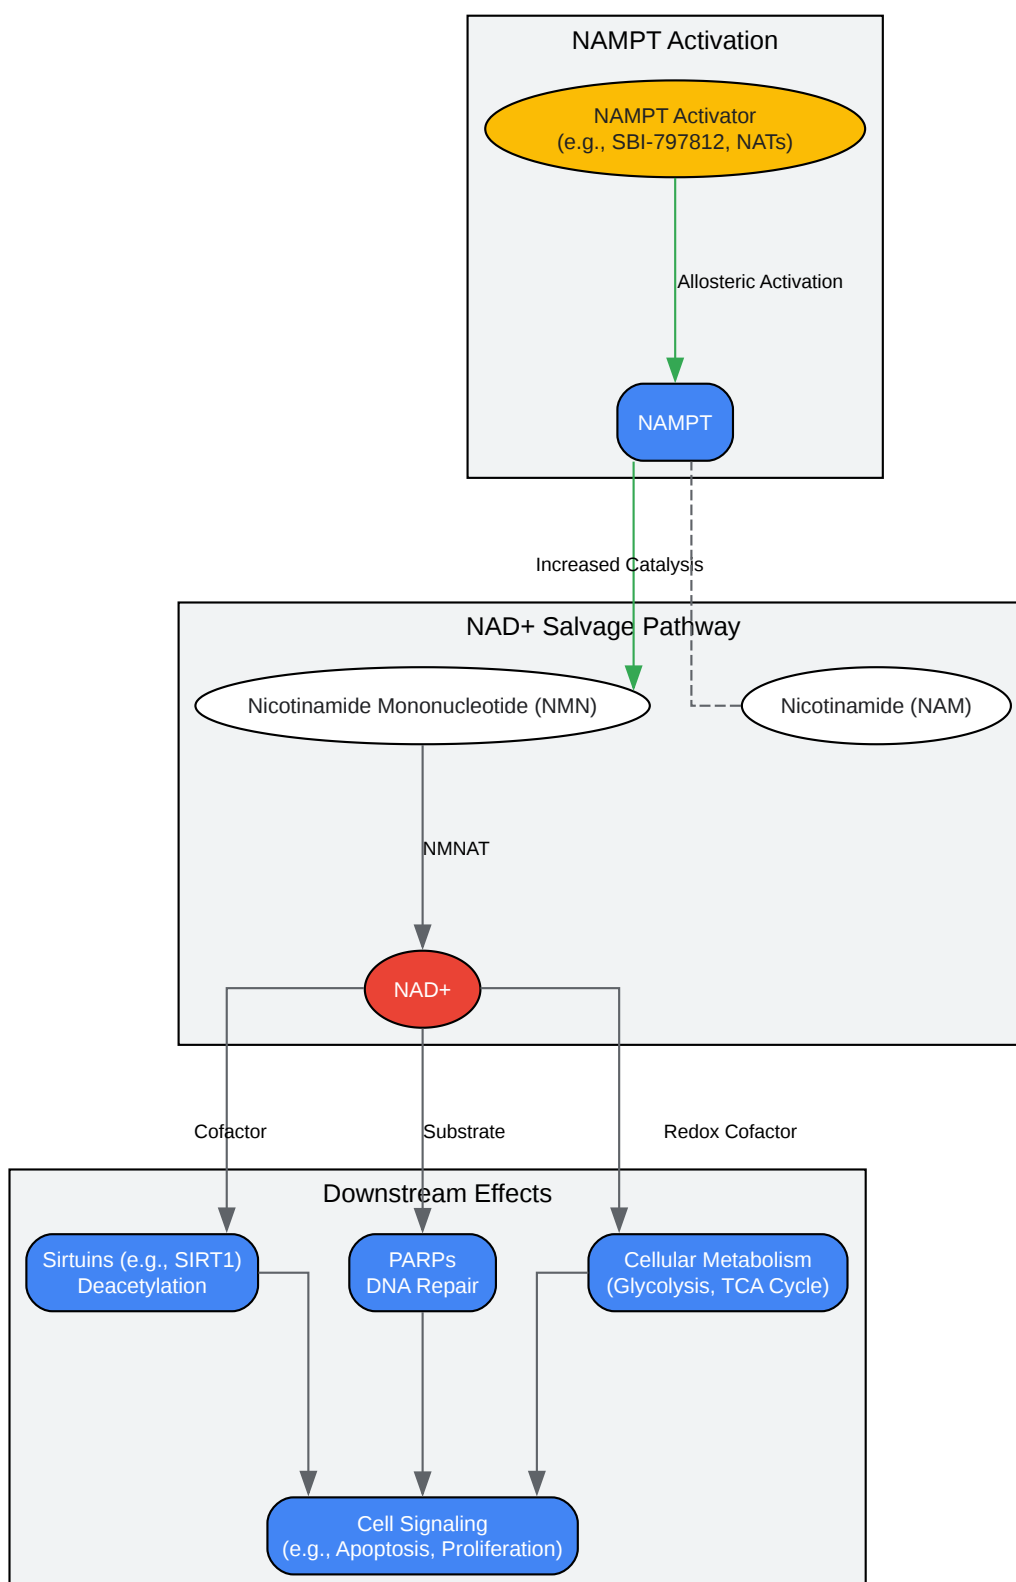 NAMPT Activation
NAMPT Activator
(e.g., SBI-797812, NATs)
Allosteric Activation
NAMPT
Increased Catalysis
NAD+ Salvage Pathway
Nicotinamide Mononucleotide (NMN)
Nicotinamide (NAM)
NMNAT
NAD+
Cofactor
Substrate
Redox Cofactor
Downstream Effects
Sirtuins (e.g., SIRT1)
Deacetylation
PARPs
DNA Repair
Cellular Metabolism
(Glycolysis, TCA Cycle)
Cell Signaling
(e.g., Apoptosis, Proliferation)